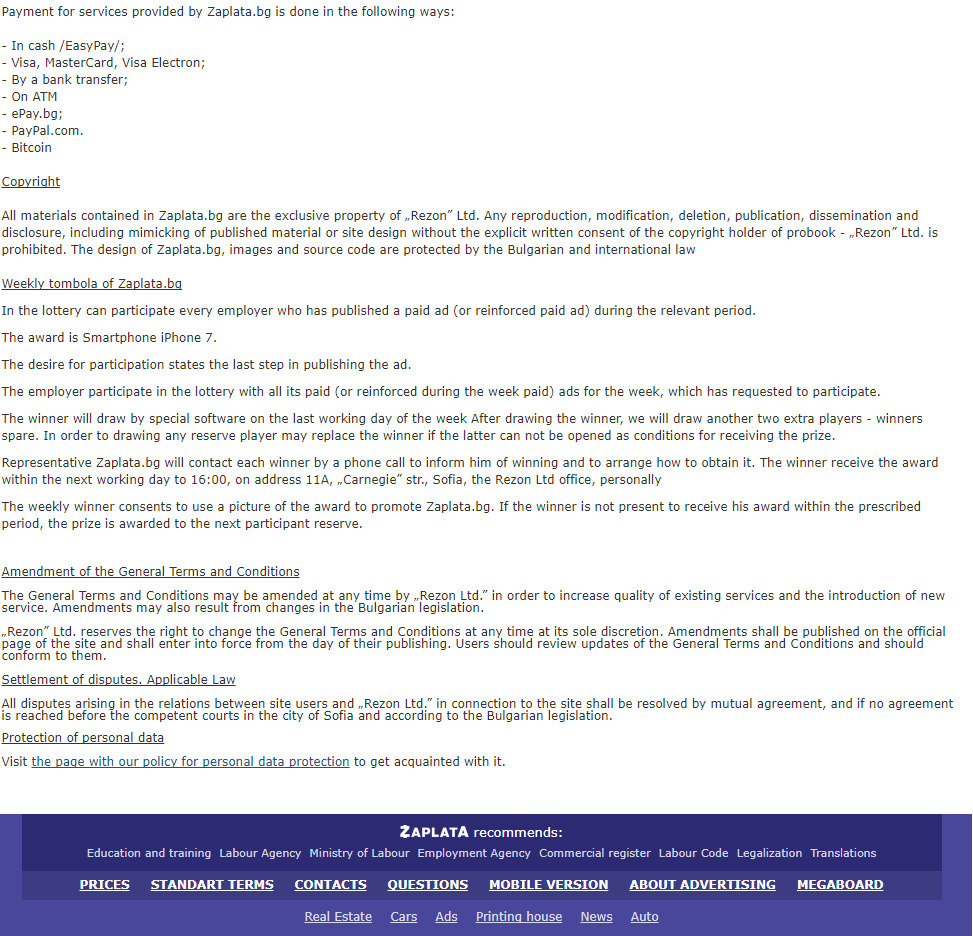 Payment for services provided by Zaplata.bg is done in the following ways:
- In cash /EasyPay/;
- Visa, MasterCard, Visa Electron;
- By a bank transfer;
- On ATM
- ePay.bg;
- PayPal.com.
- Bitcoin
Copyright
All materials contained in Zaplata.bg are the exclusive property of „Rezon” Ltd. Any reproduction, modification, deletion, publication, dissemination and
disclosure, including mimicking of published material or site design without the explicit written consent of the copyright holder of probook - „Rezon” Ltd. is
prohibited. The design of Zaplata.bg, images and source code are protected by the Bulgarian and international law
Weekly tombola of Zaplata.bg
In the lottery can participate every employer who has published a paid ad (or reinforced paid ad) during the relevant period.
The award is Smartphone iPhone 7.
The desire for participation states the last step in publishing the ad.
The employer participate in the lottery with all its paid (or reinforced during the week paid) ads for the week, which has requested to participate.
The winner will draw by special software on the last working day of the week After drawing the winner, we will draw another two extra players - winners
spare. In order to drawing any reserve player may replace the winner if the latter can not be opened as conditions for receiving the prize.
Representative Zaplata.bg will contact each winner by a phone call to inform him of winning and to arrange how to obtain it. The winner receive the award
within the next working day to 16:00, on address 11A, „Carnegie” str., Sofia, the Rezon Ltd office, personally
The weekly winner consents to use a picture of the award to promote Zaplata.bg. If the winner is not present to receive his award within the prescribed
period, the prize is awarded to the next participant reserve.
Amendment of the General Terms and Conditions
The General Terms and Conditions may be amended at any time by „Rezon Ltd.” in order to increase quality of existing services and the introduction of new
service. Amendments may also result from changes in the Bulgarian legislation.
„Rezon” Ltd. reserves the right to change the General Terms and Conditions at any time at its sole discretion. Amendments shall be published on the official
page of the site and shall enter into force from the day of their publishing. Users should review updates of the General Terms and Conditions and should
conform to them.
Settlement of disputes. Applicable Law
All disputes arising in the relations between site users and „Rezon Ltd.” in connection to the site shall be resolved by mutual agreement, and if no agreement
is reached before the competent courts in the city of Sofia and according to the Bulgarian legislation.
Protection of personal data
Visit the page with our policy for personal data protection to get acquainted with it.
ZAPLATA recommends:
Education and training Labour Agency Ministry of Labour Employment Agency Commercial register Labour Code Legalization Translations
PRICES STANDART TERMS CONTACTS QUESTIONS MOBILE VERSION ABOUT ADVERTISING MEGABOARD
Real Estate Cars Ads Printing house News Auto